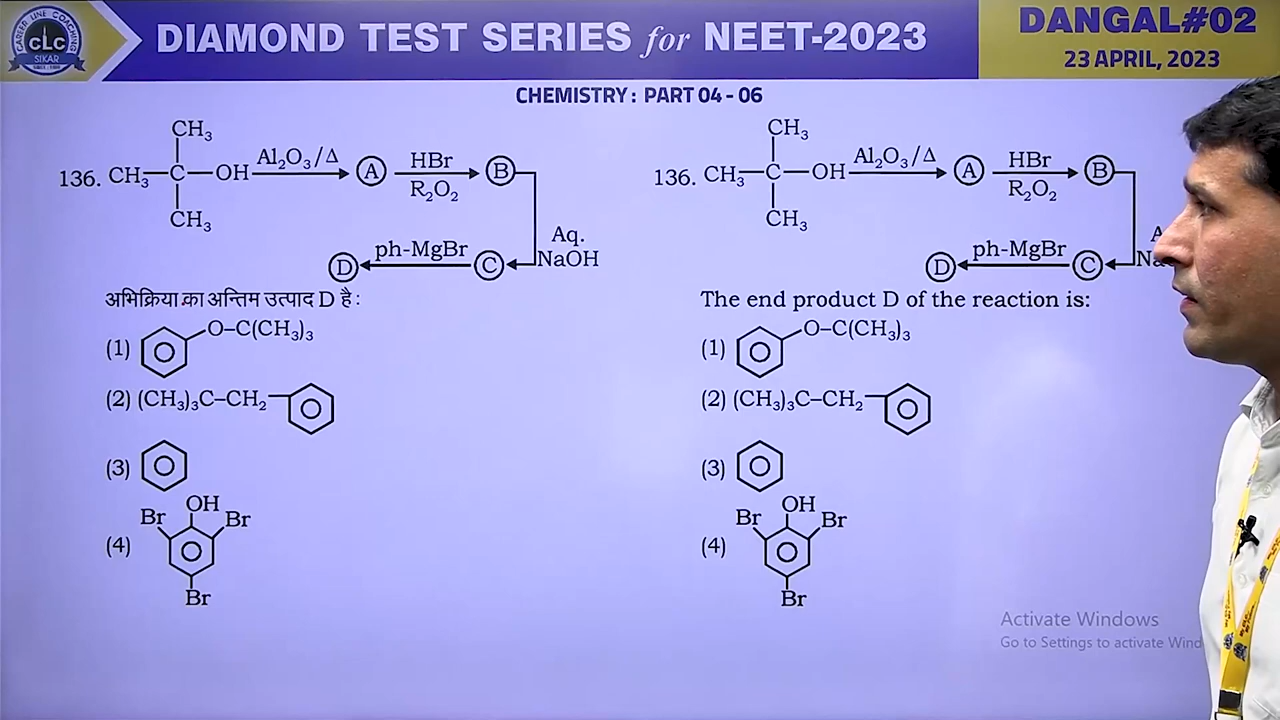 CAREER LINE COACHING
CLC
SIKAR
DIAMOND TEST SERIES for NEET-2023
DANGAL#02
23 APRIL, 2023
CHEMISTRY : PART 04 - 06
CH₃
136. CH₃—C—OH Al₂O₃/Δ A HBr B
R₂O₂
CH₃
Aq.
D ph-MgBr C NaOH
अभिक्रिया का अन्तिम उत्पाद D है :
(1) O–C(CH₃)₃
(2) (CH₃)₃C–CH₂
(3)
(4) OH
Br Br
Br
CH₃
136. CH₃—C—OH Al₂O₃/Δ A HBr B
R₂O₂
CH₃
D ph-MgBr C
The end product D of the reaction is:
(1) O–C(CH₃)₃
(2) (CH₃)₃C–CH₂
(3)
(4) OH
Br Br
Br
Activate Windows
Go to Settings to activate Wind